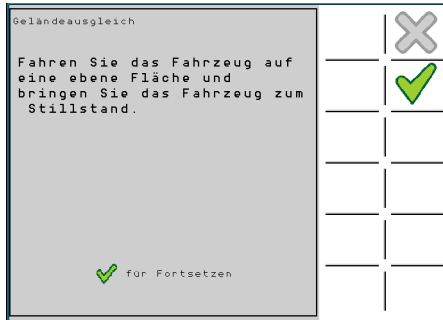 Geländeausgleich
Fahren Sie das Fahrzeug auf
eine ebene Fläche und
bringen Sie das Fahrzeug zum
Stillstand.
für Fortsetzen